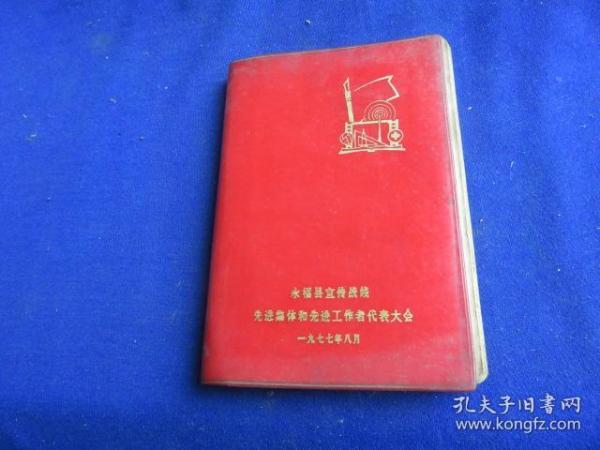 永福县宣传战线
先进集体和先进工作者代表大会
一九七七年八月
孔夫子旧书网
www.kongfz.com